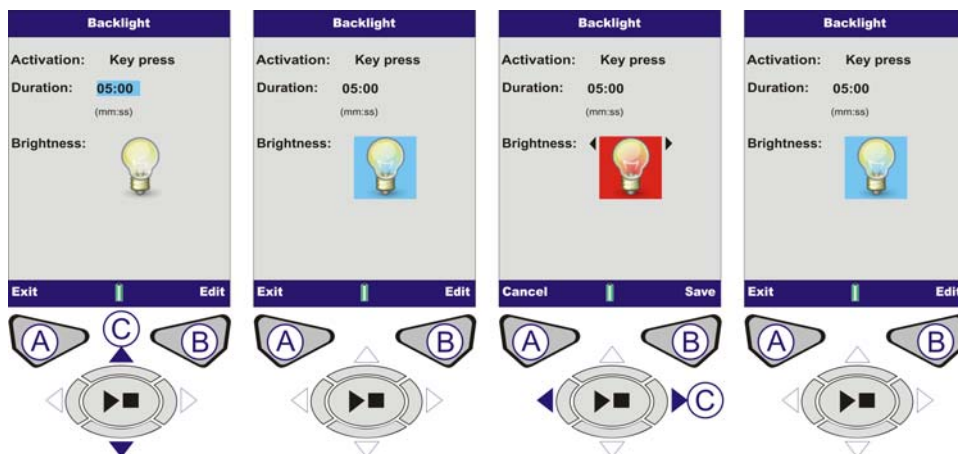 Backlight
Activation: Key press
Duration: 05:00
(mm:ss)
Brightness:
Exit Edit
A C B
Backlight
Activation: Key press
Duration: 05:00
(mm:ss)
Brightness:
Exit Edit
A B
Backlight
Activation: Key press
Duration: 05:00
(mm:ss)
Brightness:
Cancel Save
A B
C
Backlight
Activation: Key press
Duration: 05:00
(mm:ss)
Brightness:
Exit Edit
A B